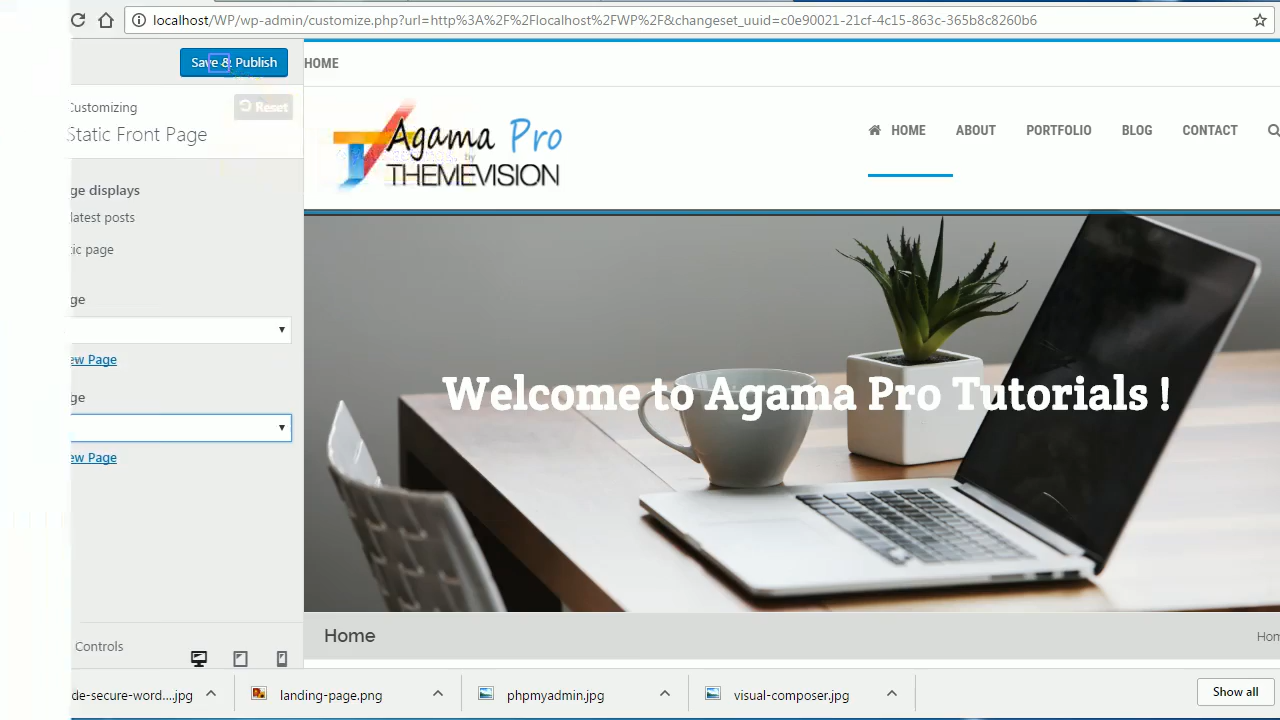 localhost/WP/wp-admin/customize.php?url=http%3A%2F%2Flocalhost%2FWP%2F&changeset_uuid=c0e90021-21cf-4c15-863c-365b8c8260b6
Save & Publish
HOME
Customizing
Reset
Static Front Page
Agama Pro
by
THEMEVISION
HOME ABOUT PORTFOLIO BLOG CONTACT
ge displays
latest posts
tic page
ge
ew Page
ge
ew Page
Welcome to Agama Pro Tutorials !
Home
Hom
Controls
de-secure-word....jpg
landing-page.png
phpmyadmin.jpg
visual-composer.jpg
Show all